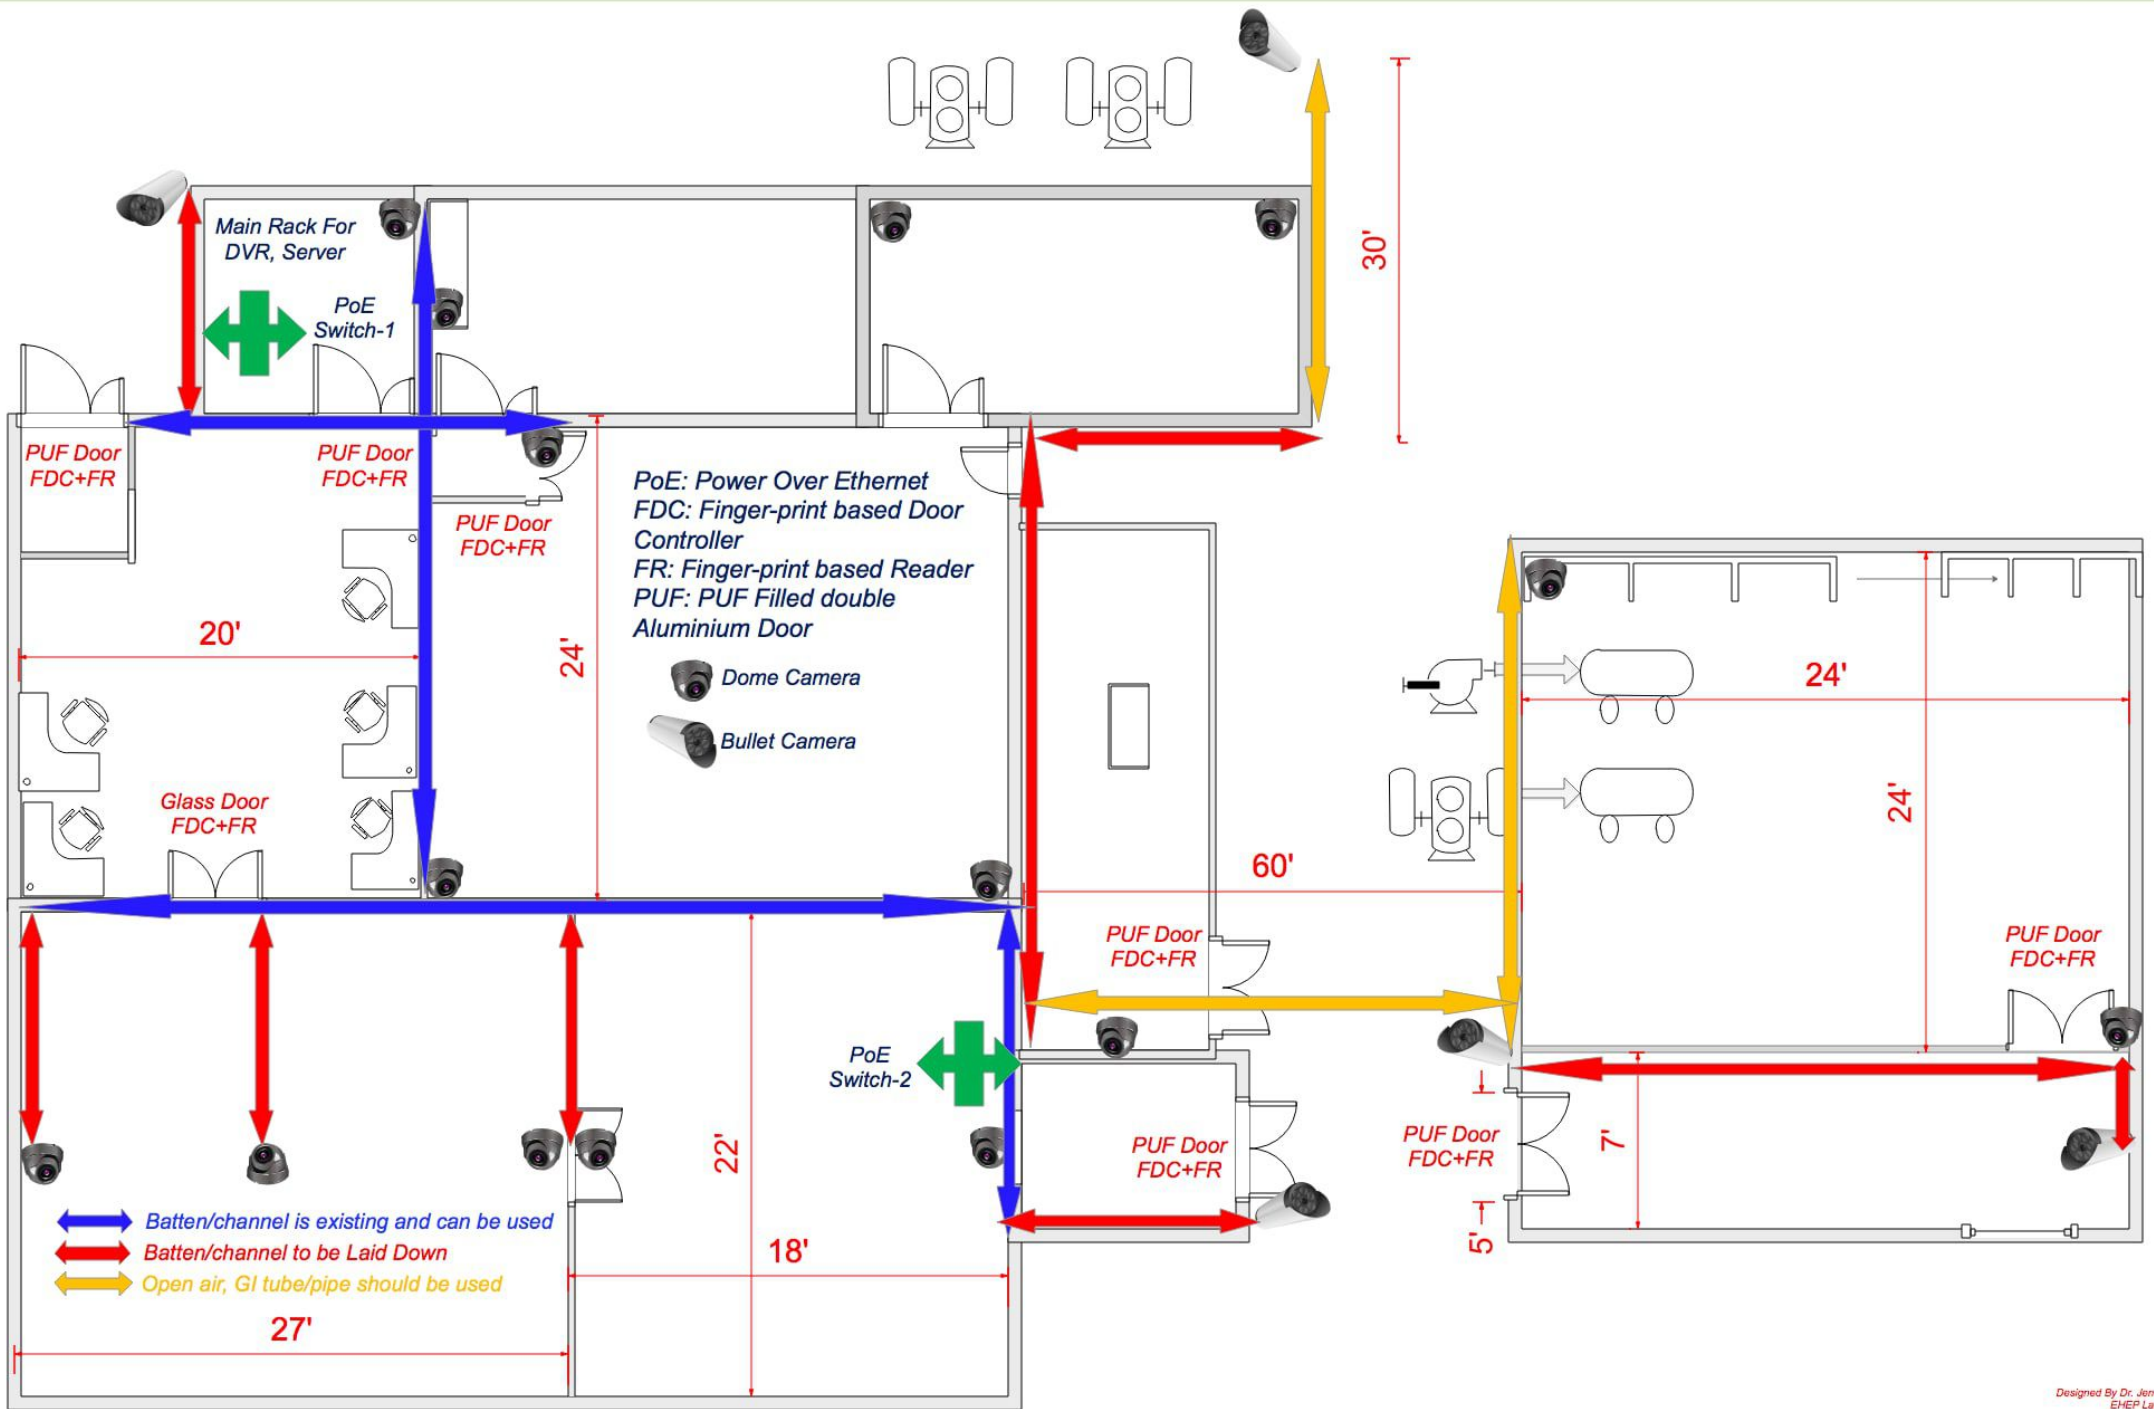 Main Rack For
DVR, Server
PoE
Switch-1
30'
PUF Door
FDC+FR
PUF Door
FDC+FR
PUF Door
FDC+FR
PoE: Power Over Ethernet
FDC: Finger-print based Door
Controller
FR: Finger-print based Reader
PUF: PUF Filled double
Aluminium Door
Dome Camera
Bullet Camera
20'
24'
24'
24'
Glass Door
FDC+FR
60'
PUF Door
FDC+FR
PUF Door
FDC+FR
PoE
Switch-2
PUF Door
FDC+FR
PUF Door
FDC+FR
7'
5'
22'
18'
27'
Batten/channel is existing and can be used
Batten/channel to be Laid Down
Open air, GI tube/pipe should be used
Designed By Dr. Jer
EHEP La